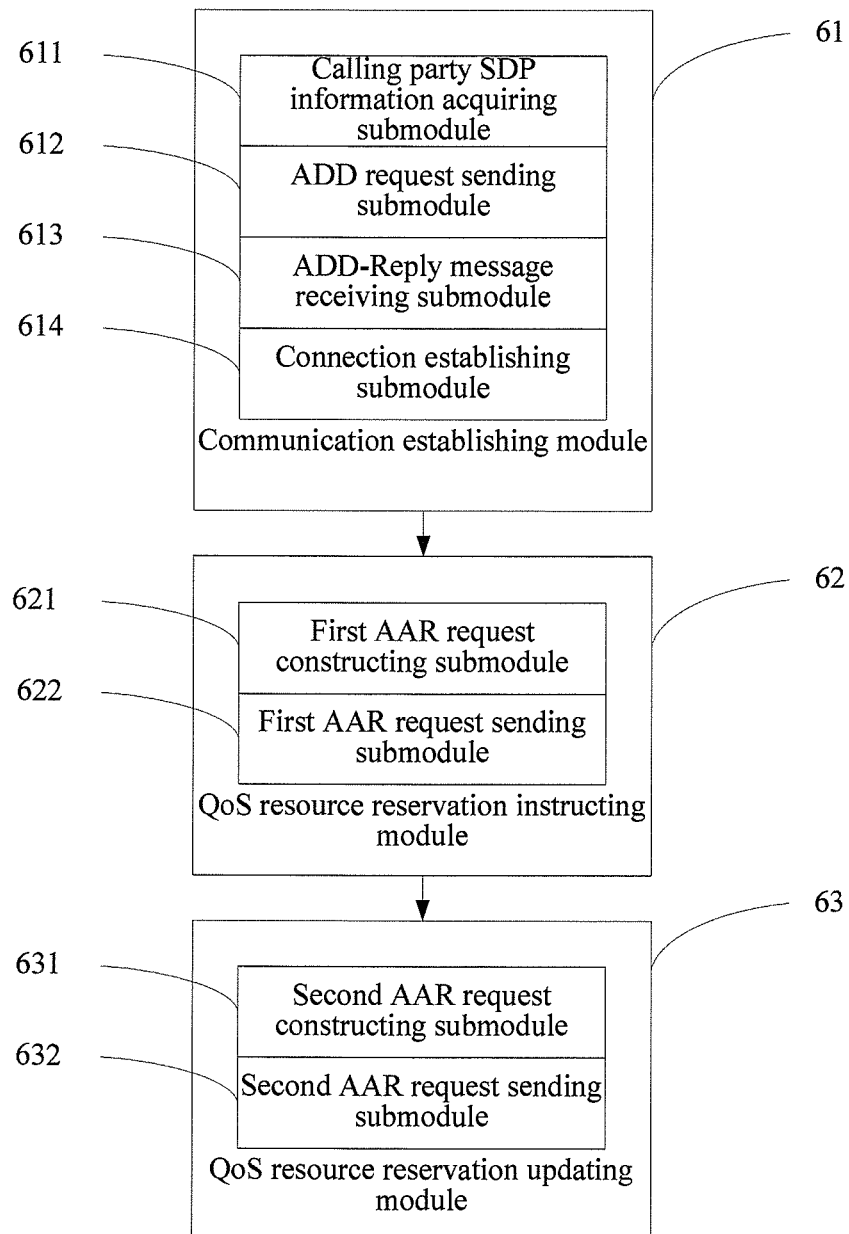 61
611
Calling party SDP
information acquiring
submodule
612
ADD request sending
submodule
613
ADD-Reply message
receiving submodule
614
Connection establishing
submodule
Communication establishing module
62
621
First AAR request
constructing submodule
622
First AAR request sending
submodule
QoS resource reservation instructing
module
63
631
Second AAR request
constructing submodule
632
Second AAR request sending
submodule
QoS resource reservation updating
module